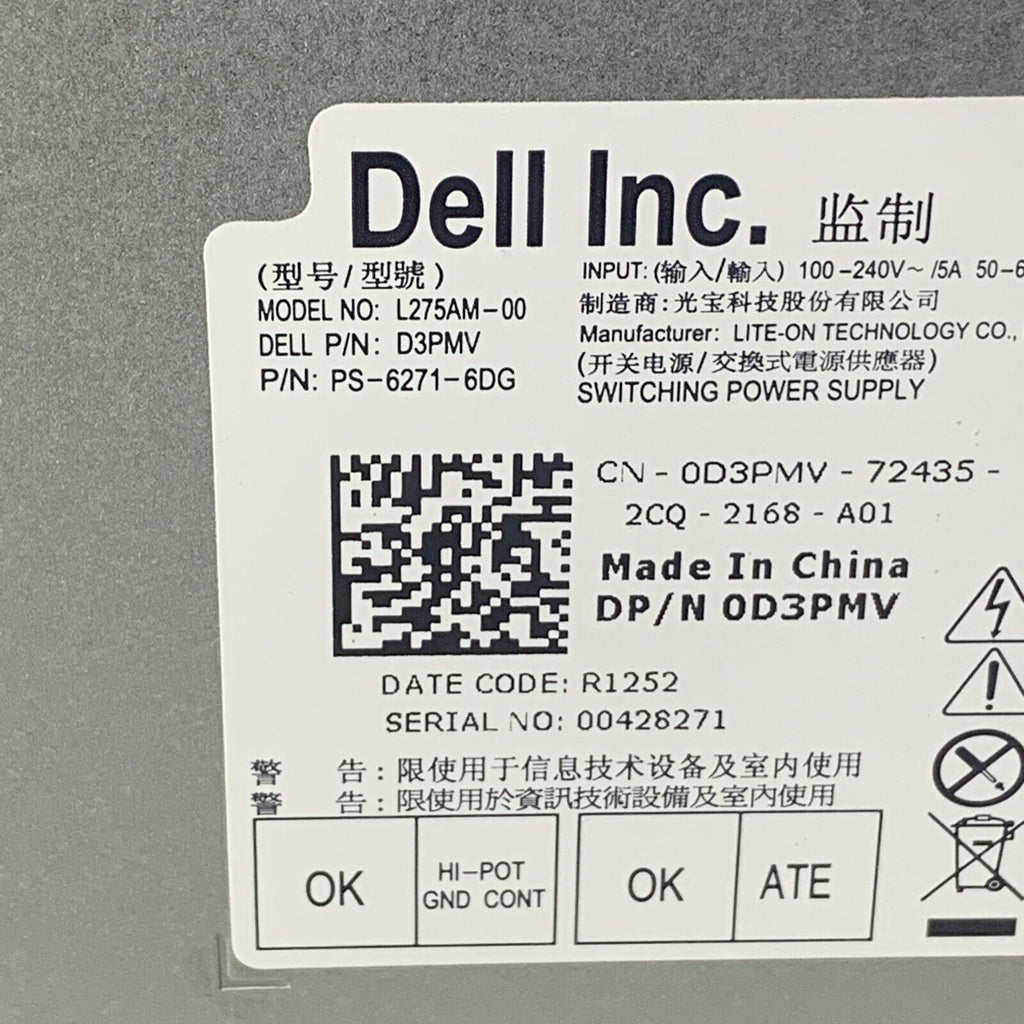 Dell Inc. 监制
(型号/型號)
MODEL NO: L275AM-00
DELL P/N: D3PMV
P/N: PS-6271-6DG
INPUT: (输入/輸入) 100-240V~ /5A 50-6
制造商:光宝科技股份有限公司
Manufacturer: LITE-ON TECHNOLOGY CO.,
(开关电源/交換式電源供應器)
SWITCHING POWER SUPPLY
CN - 0D3PMV - 72435 -
2CQ - 2168 - A01
Made In China
DP/N 0D3PMV
DATE CODE: R1252
SERIAL NO: 00428271
警 告:限使用于信息技术设备及室内使用
警 告:限使用於資訊技術設備及室內使用
OK
HI-POT
GND CONT
OK
ATE